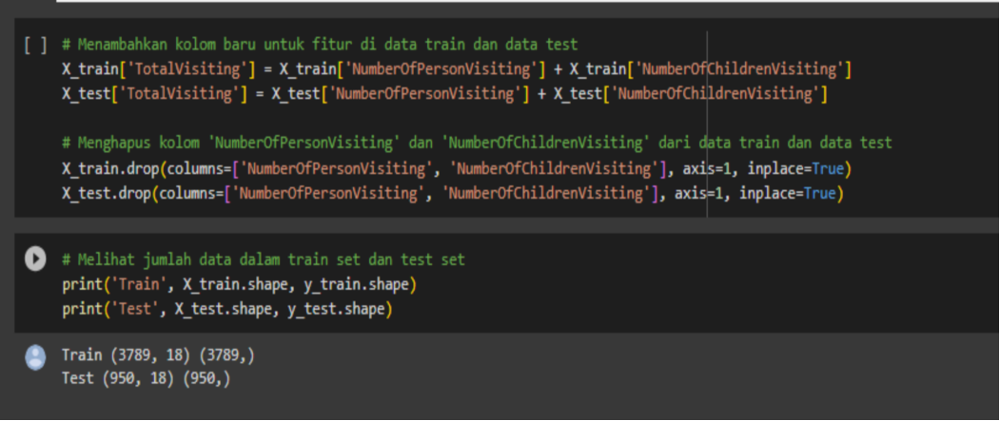 [ ] # Menambahkan kolom baru untuk fitur di data train dan data test
X_train['TotalVisiting'] = X_train['NumberOfPersonVisiting'] + X_train['NumberOfChildrenVisiting']
X_test['TotalVisiting'] = X_test['NumberOfPersonVisiting'] + X_test['NumberOfChildrenVisiting']
# Menghapus kolom 'NumberOfPersonVisiting' dan 'NumberOfChildrenVisiting' dari data train dan data test
X_train.drop(columns=['NumberOfPersonVisiting', 'NumberOfChildrenVisiting'], axis=1, inplace=True)
X_test.drop(columns=['NumberOfPersonVisiting', 'NumberOfChildrenVisiting'], axis=1, inplace=True)
# Melihat jumlah data dalam train set dan test set
print('Train', X_train.shape, y_train.shape)
print('Test', X_test.shape, y_test.shape)
Train (3789, 18) (3789,)
Test (950, 18) (950,)